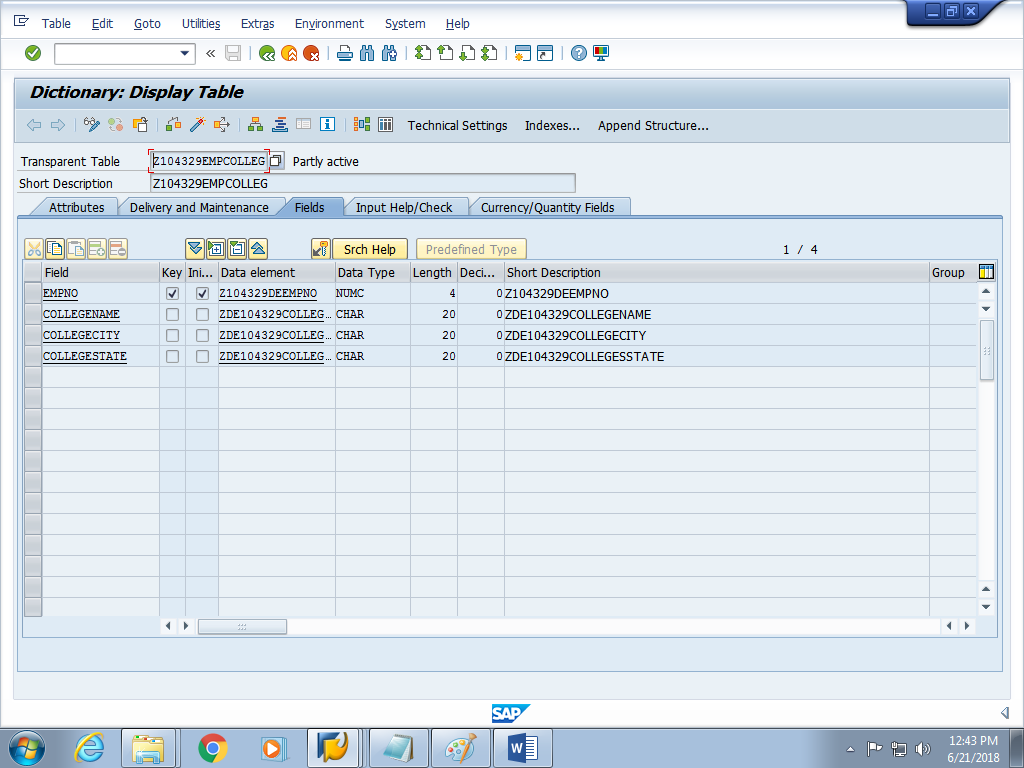 Table Edit Goto Utilities Extras Environment System Help
Dictionary: Display Table
Technical Settings Indexes... Append Structure...
Transparent Table Z104329EMPCOLLEG Partly active
Short Description Z104329EMPCOLLEG
Attributes Delivery and Maintenance Fields Input Help/Check Currency/Quantity Fields
Srch Help Predefined Type 1 / 4
Field Key Ini... Data element Data Type Length Deci... Short Description Group
EMPNO Z104329DEEMPNO NUMC 4 0 Z104329DEEMPNO
COLLEGENAME ZDE104329COLLEG... CHAR 20 0 ZDE104329COLLEGENAME
COLLEGECITY ZDE104329COLLEG... CHAR 20 0 ZDE104329COLLEGECITY
COLLEGESTATE ZDE104329COLLEG... CHAR 20 0 ZDE104329COLLEGESSTATE
SAP
12:43 PM
6/21/2018